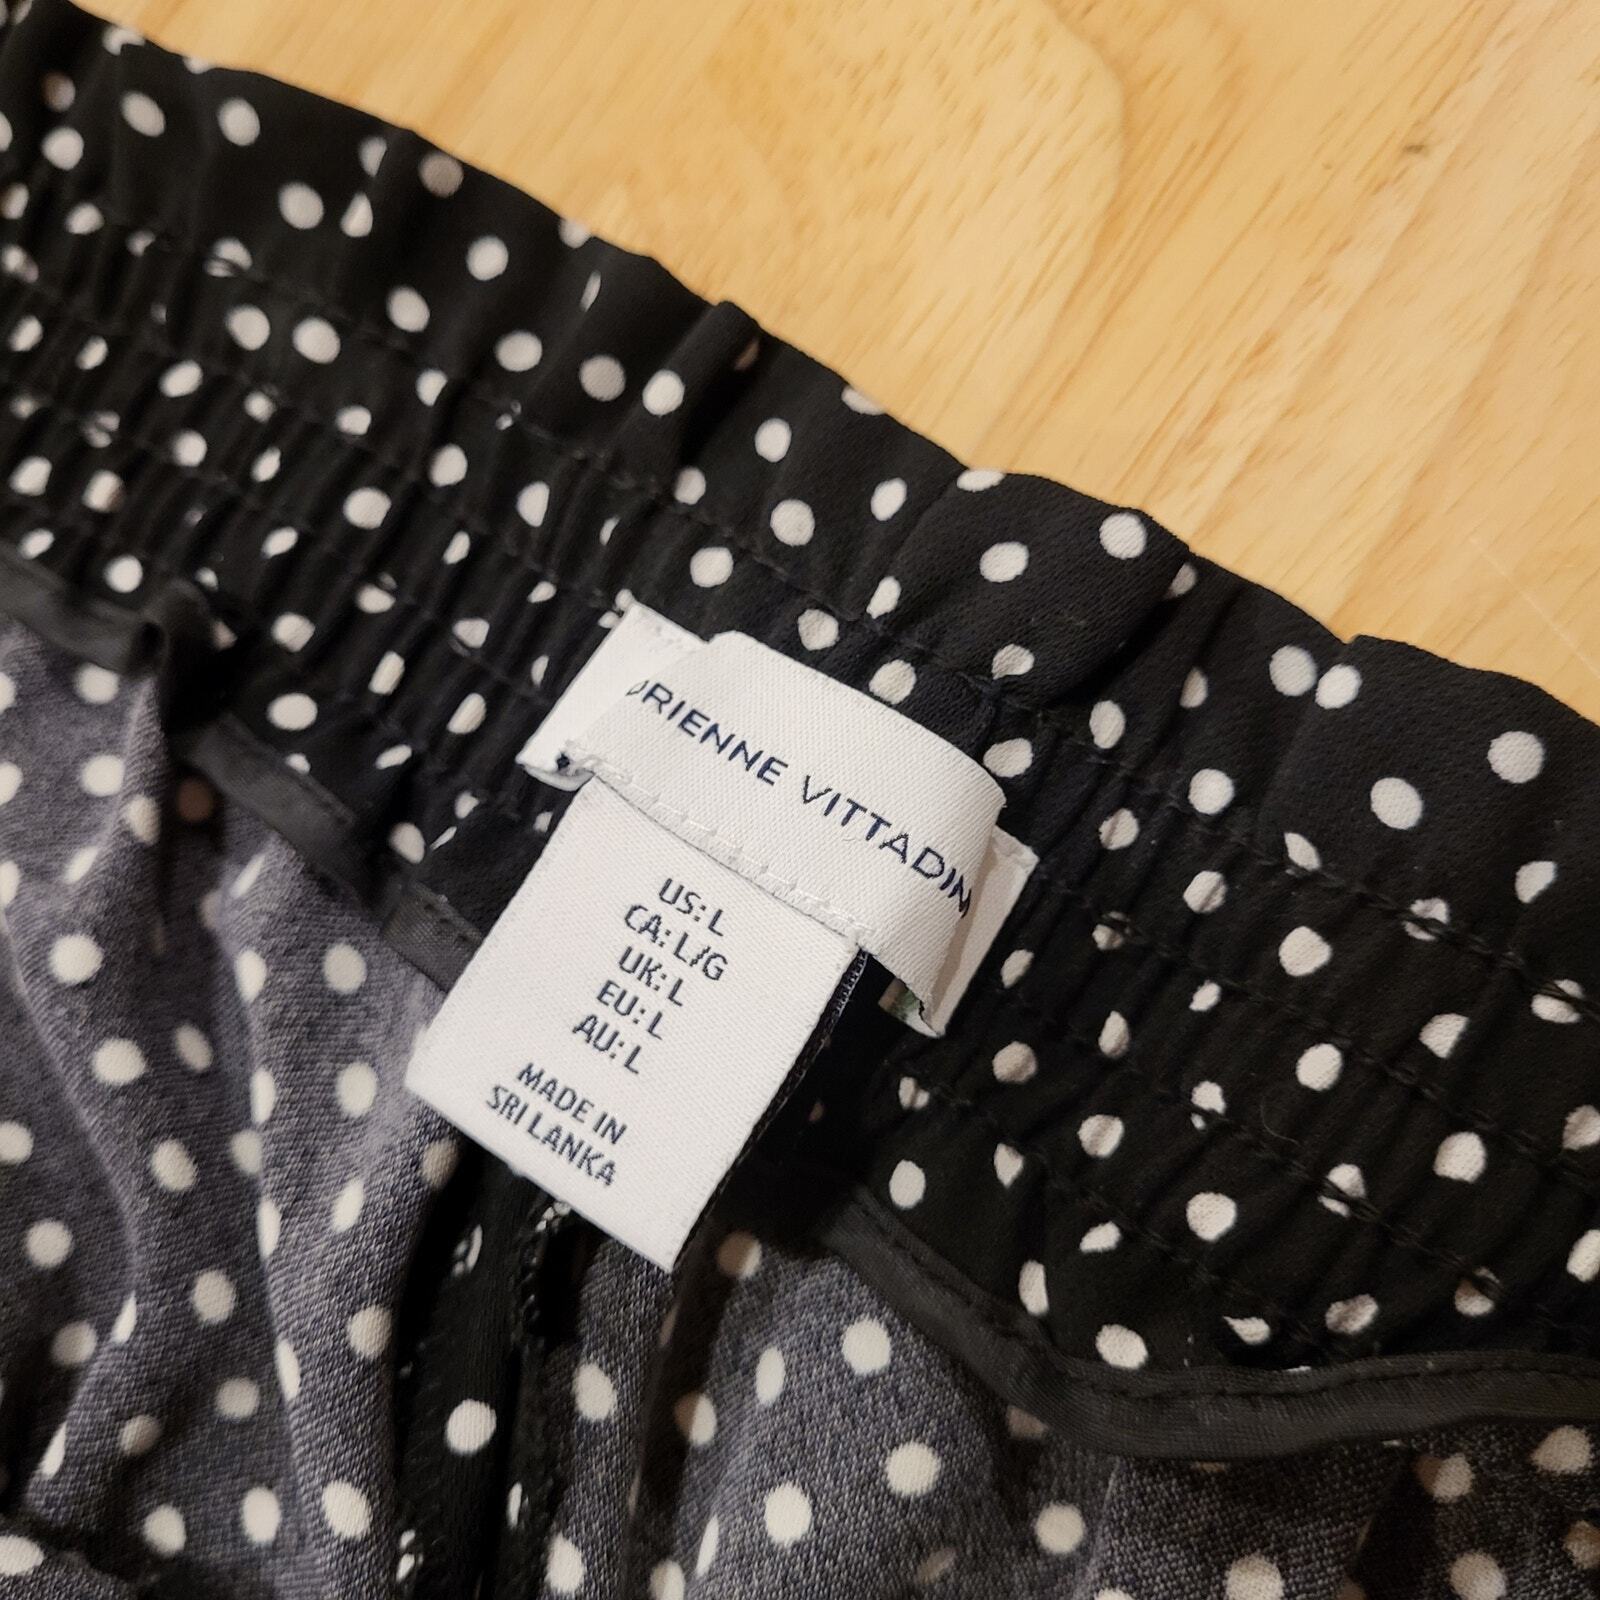 DRIENNE VITTADIN
US: L
CA: L/G
UK: L
EU: L
AU: L
MADE IN
SRI LANKA